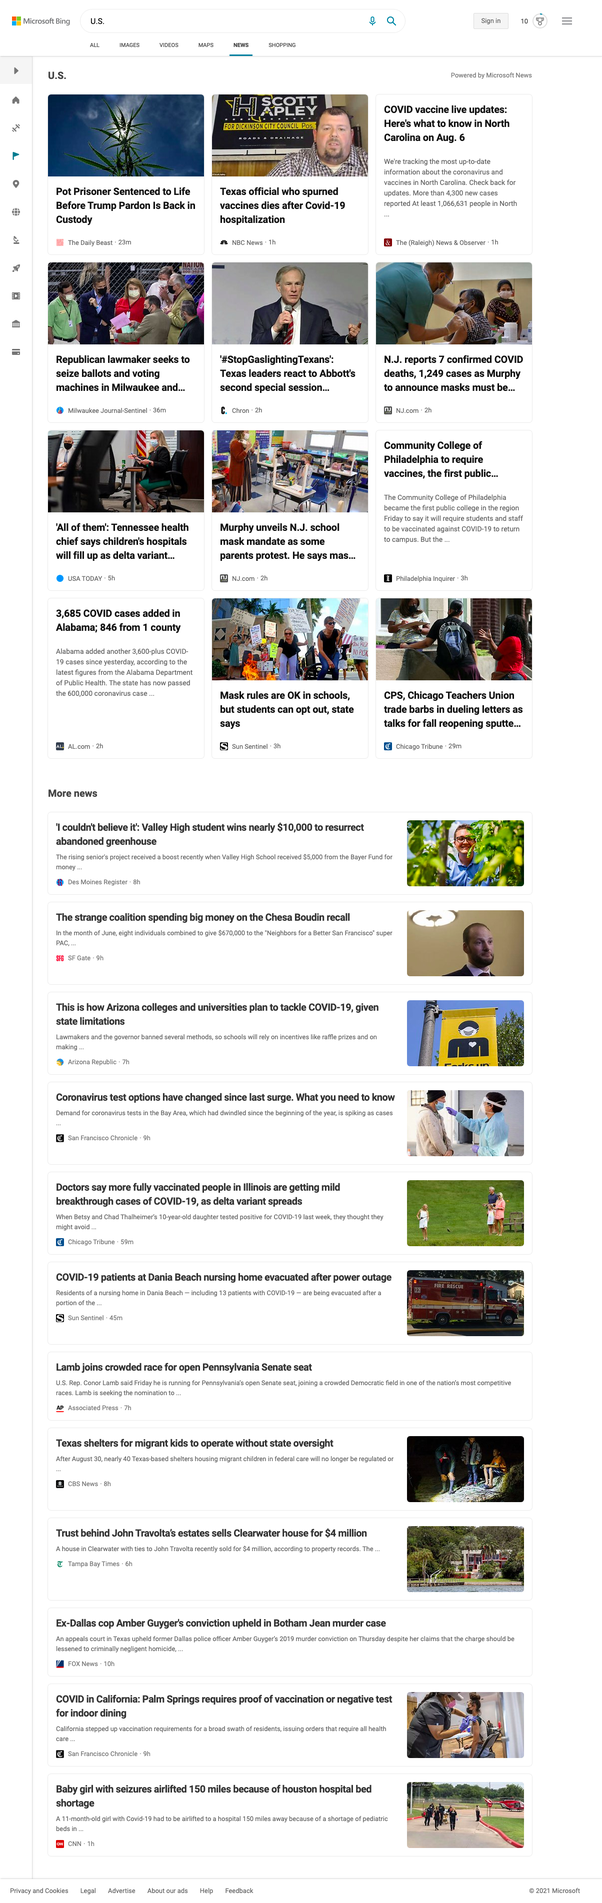 Microsoft Bing
U.S.
Sign in
10
ALL IMAGES VIDEOS MAPS NEWS SHOPPING
U.S.
Powered by Microsoft News
Pot Prisoner Sentenced to Life
Before Trump Pardon Is Back in
Custody
The Daily Beast · 23m
SCOTT
APLEY
FOR DICKINSON CITY COUNCIL Pos
Texas official who spurned
vaccines dies after Covid-19
hospitalization
NBC News · 1h
COVID vaccine live updates:
Here's what to know in North
Carolina on Aug. 6
We're tracking the most up-to-date
information about the coronavirus and
vaccines in North Carolina. Check back for
updates. More than 4,300 new cases
reported At least 1,066,631 people in North
...
The (Raleigh) News & Observer · 1h
Republican lawmaker seeks to
seize ballots and voting
machines in Milwaukee and...
Milwaukee Journal-Sentinel · 36m
'#StopGaslightingTexans':
Texas leaders react to Abbott's
second special session...
Chron · 2h
N.J. reports 7 confirmed COVID
deaths, 1,249 cases as Murphy
to announce masks must be...
NJ.com · 2h
'All of them': Tennessee health
chief says children's hospitals
will fill up as delta variant...
USA TODAY · 5h
Murphy unveils N.J. school
mask mandate as some
parents protest. He says mas...
NJ.com · 2h
Community College of
Philadelphia to require
vaccines, the first public...
The Community College of Philadelphia
became the first public college in the region
Friday to say it will require students and staff
to be vaccinated against COVID-19 to return
to campus. But the ...
Philadelphia Inquirer · 3h
3,685 COVID cases added in
Alabama; 846 from 1 county
Alabama added another 3,600-plus COVID-
19 cases since yesterday, according to the
latest figures from the Alabama Department
of Public Health. The state has now passed
the 600,000 coronavirus case ...
AL.com · 2h
Mask rules are OK in schools,
but students can opt out, state
says
Sun Sentinel · 3h
CPS, Chicago Teachers Union
trade barbs in dueling letters as
talks for fall reopening sputte...
Chicago Tribune · 29m
More news
'I couldn't believe it': Valley High student wins nearly $10,000 to resurrect
abandoned greenhouse
The rising senior's project received a boost recently when Valley High School received $5,000 from the Bayer Fund for
money ...
Des Moines Register · 8h
The strange coalition spending big money on the Chesa Boudin recall
In the month of June, eight individuals combined to give $670,000 to the "Neighbors for a Better San Francisco" super
PAC, ...
SF Gate · 9h
This is how Arizona colleges and universities plan to tackle COVID-19, given
state limitations
Lawmakers and the governor banned several methods, so schools will rely on incentives like raffle prizes and on
making ...
Arizona Republic · 7h
Coronavirus test options have changed since last surge. What you need to know
Demand for coronavirus tests in the Bay Area, which had dwindled since the beginning of the year, is spiking as cases
...
San Francisco Chronicle · 9h
Doctors say more fully vaccinated people in Illinois are getting mild
breakthrough cases of COVID-19, as delta variant spreads
When Betsy and Chad Thalheimer's 10-year-old daughter tested positive for COVID-19 last week, they thought they
might avoid ...
Chicago Tribune · 59m
COVID-19 patients at Dania Beach nursing home evacuated after power outage
Residents of a nursing home in Dania Beach — including 13 patients with COVID-19 — are being evacuated after a
portion of the ...
Sun Sentinel · 45m
FIRE RESCUE
Lamb joins crowded race for open Pennsylvania Senate seat
U.S. Rep. Conor Lamb said Friday he is running for Pennsylvania's open Senate seat, joining a crowded Democratic field in one of the nation's most competitive
races. Lamb is seeking the nomination to ...
AP Associated Press · 7h
Texas shelters for migrant kids to operate without state oversight
After August 30, nearly 40 Texas-based shelters housing migrant children in federal care will no longer be regulated or
...
CBS News · 8h
Trust behind John Travolta's estates sells Clearwater house for $4 million
A house in Clearwater with ties to John Travolta recently sold for $4 million, according to property records. The ...
Tampa Bay Times · 6h
Ex-Dallas cop Amber Guyger's conviction upheld in Botham Jean murder case
An appeals court in Texas upheld former Dallas police officer Amber Guyger's 2019 murder conviction on Thursday despite her claims that the charge should be
lessened to criminally negligent homicide, ...
FOX News · 10h
COVID in California: Palm Springs requires proof of vaccination or negative test
for indoor dining
California stepped up vaccination requirements for a broad swath of residents, issuing orders that require all health
care ...
San Francisco Chronicle · 9h
Baby girl with seizures airlifted 150 miles because of houston hospital bed
shortage
A 11-month-old girl with Covid-19 had to be airlifted to a hospital 150 miles away because of a shortage of pediatric
beds in ...
CNN · 1h
Privacy and Cookies Legal Advertise About our ads Help Feedback
© 2021 Microsoft